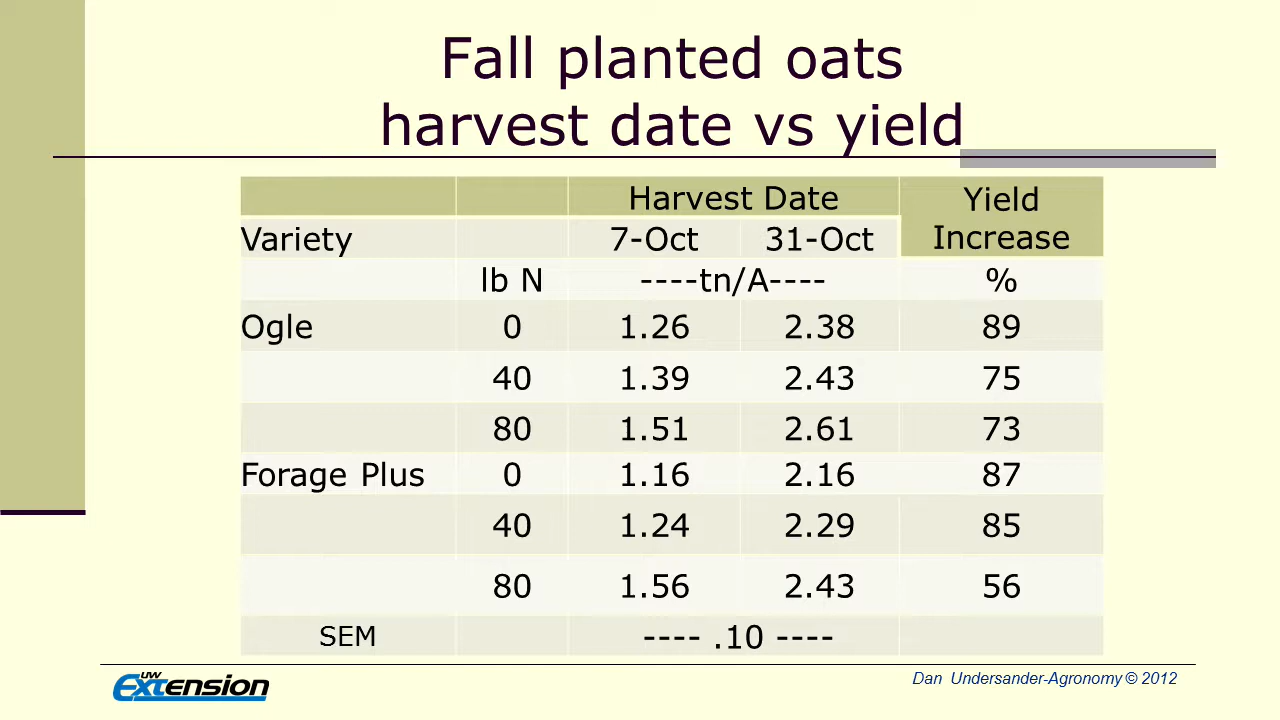 Fall planted oats
harvest date vs yield
Harvest Date Yield Increase
Variety 7-Oct 31-Oct
lb N ----tn/A---- %
Ogle 0 1.26 2.38 89
40 1.39 2.43 75
80 1.51 2.61 73
Forage Plus 0 1.16 2.16 87
40 1.24 2.29 85
80 1.56 2.43 56
SEM ---- .10 ----
UW Extension
Dan Undersander-Agronomy © 2012